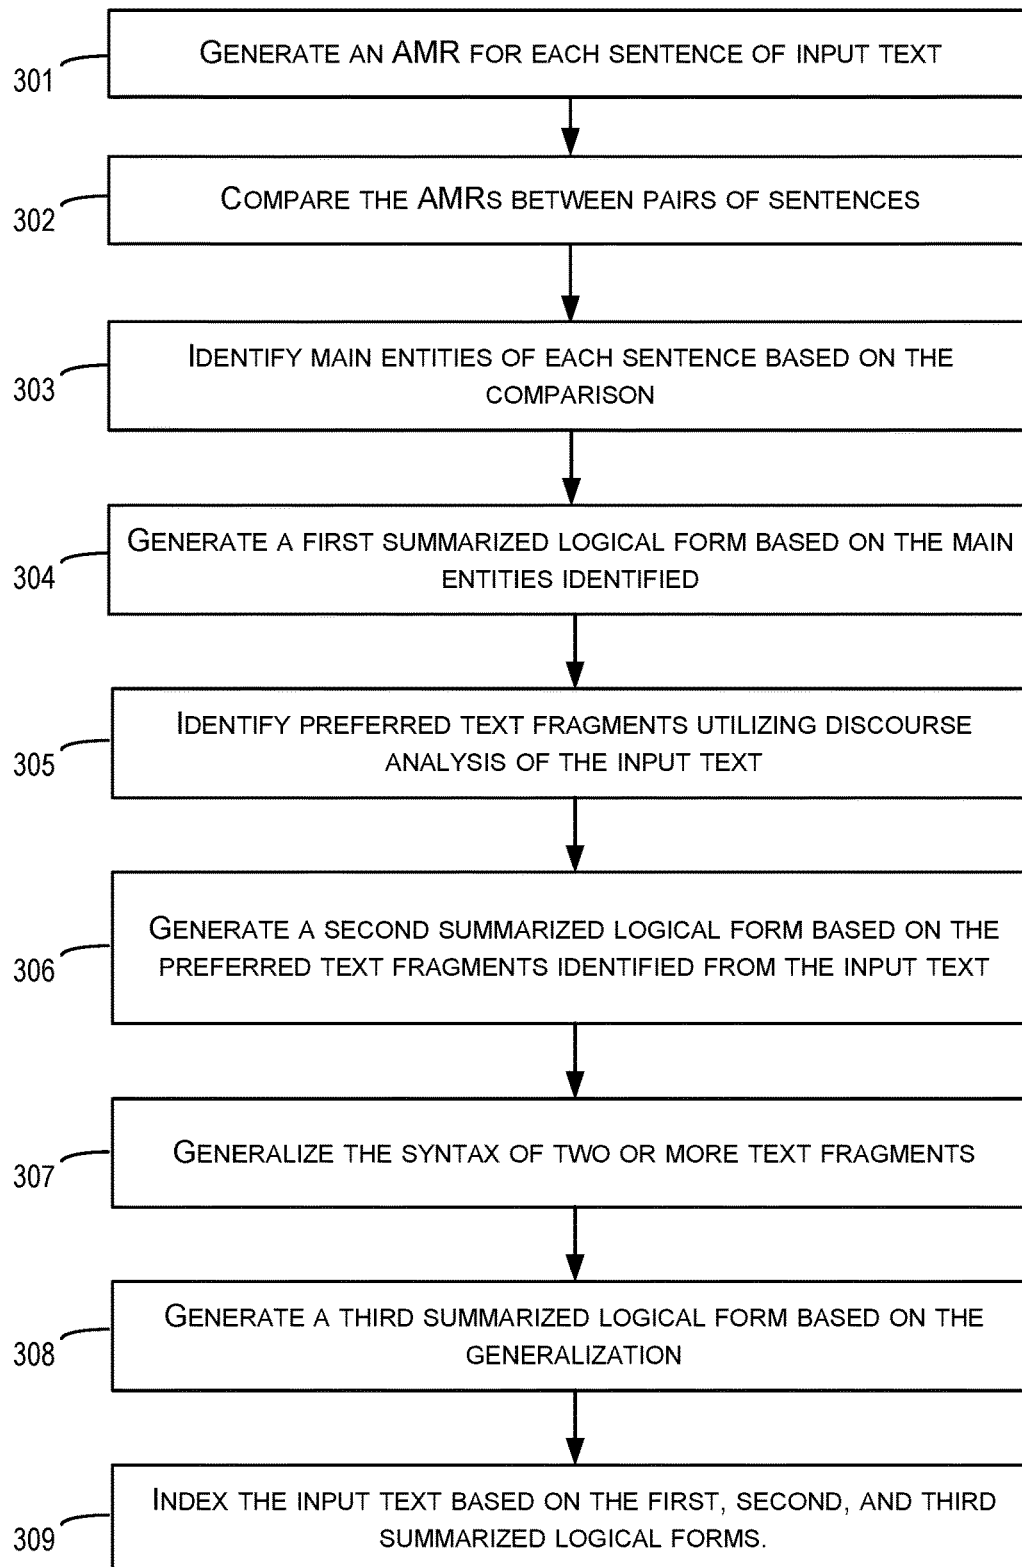 301
GENERATE AN AMR FOR EACH SENTENCE OF INPUT TEXT
302
COMPARE THE AMRS BETWEEN PAIRS OF SENTENCES
303
IDENTIFY MAIN ENTITIES OF EACH SENTENCE BASED ON THE
COMPARISON
304
GENERATE A FIRST SUMMARIZED LOGICAL FORM BASED ON THE MAIN
ENTITIES IDENTIFIED
305
IDENTIFY PREFERRED TEXT FRAGMENTS UTILIZING DISCOURSE
ANALYSIS OF THE INPUT TEXT
306
GENERATE A SECOND SUMMARIZED LOGICAL FORM BASED ON THE
PREFERRED TEXT FRAGMENTS IDENTIFIED FROM THE INPUT TEXT
307
GENERALIZE THE SYNTAX OF TWO OR MORE TEXT FRAGMENTS
308
GENERATE A THIRD SUMMARIZED LOGICAL FORM BASED ON THE
GENERALIZATION
309
INDEX THE INPUT TEXT BASED ON THE FIRST, SECOND, AND THIRD
SUMMARIZED LOGICAL FORMS.